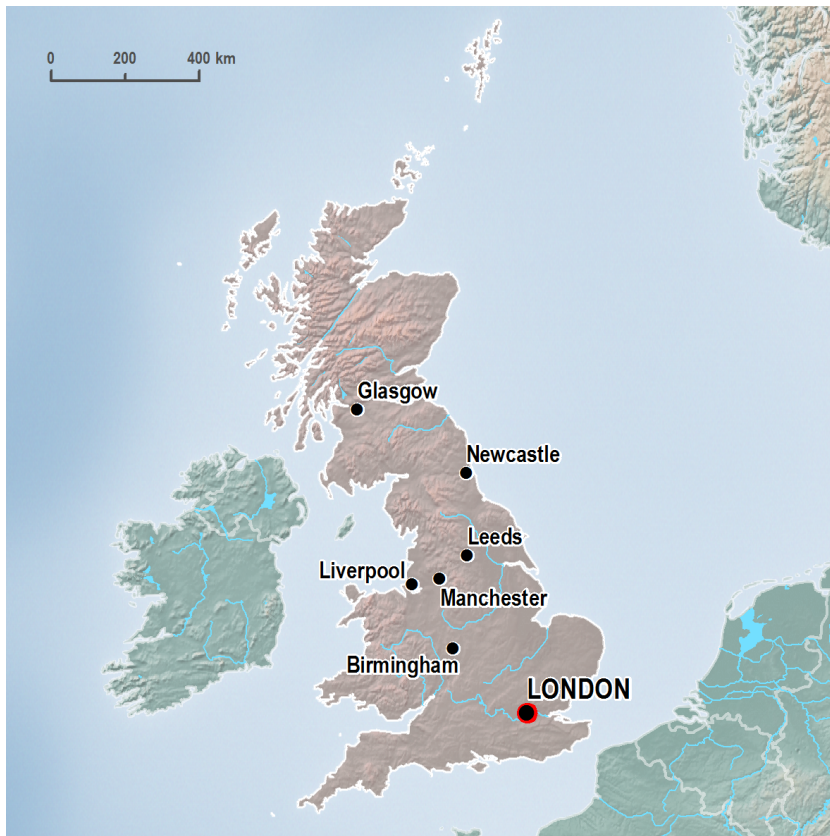 0 200 400 km
Glasgow
Newcastle
Leeds
Liverpool
Manchester
Birmingham
LONDON